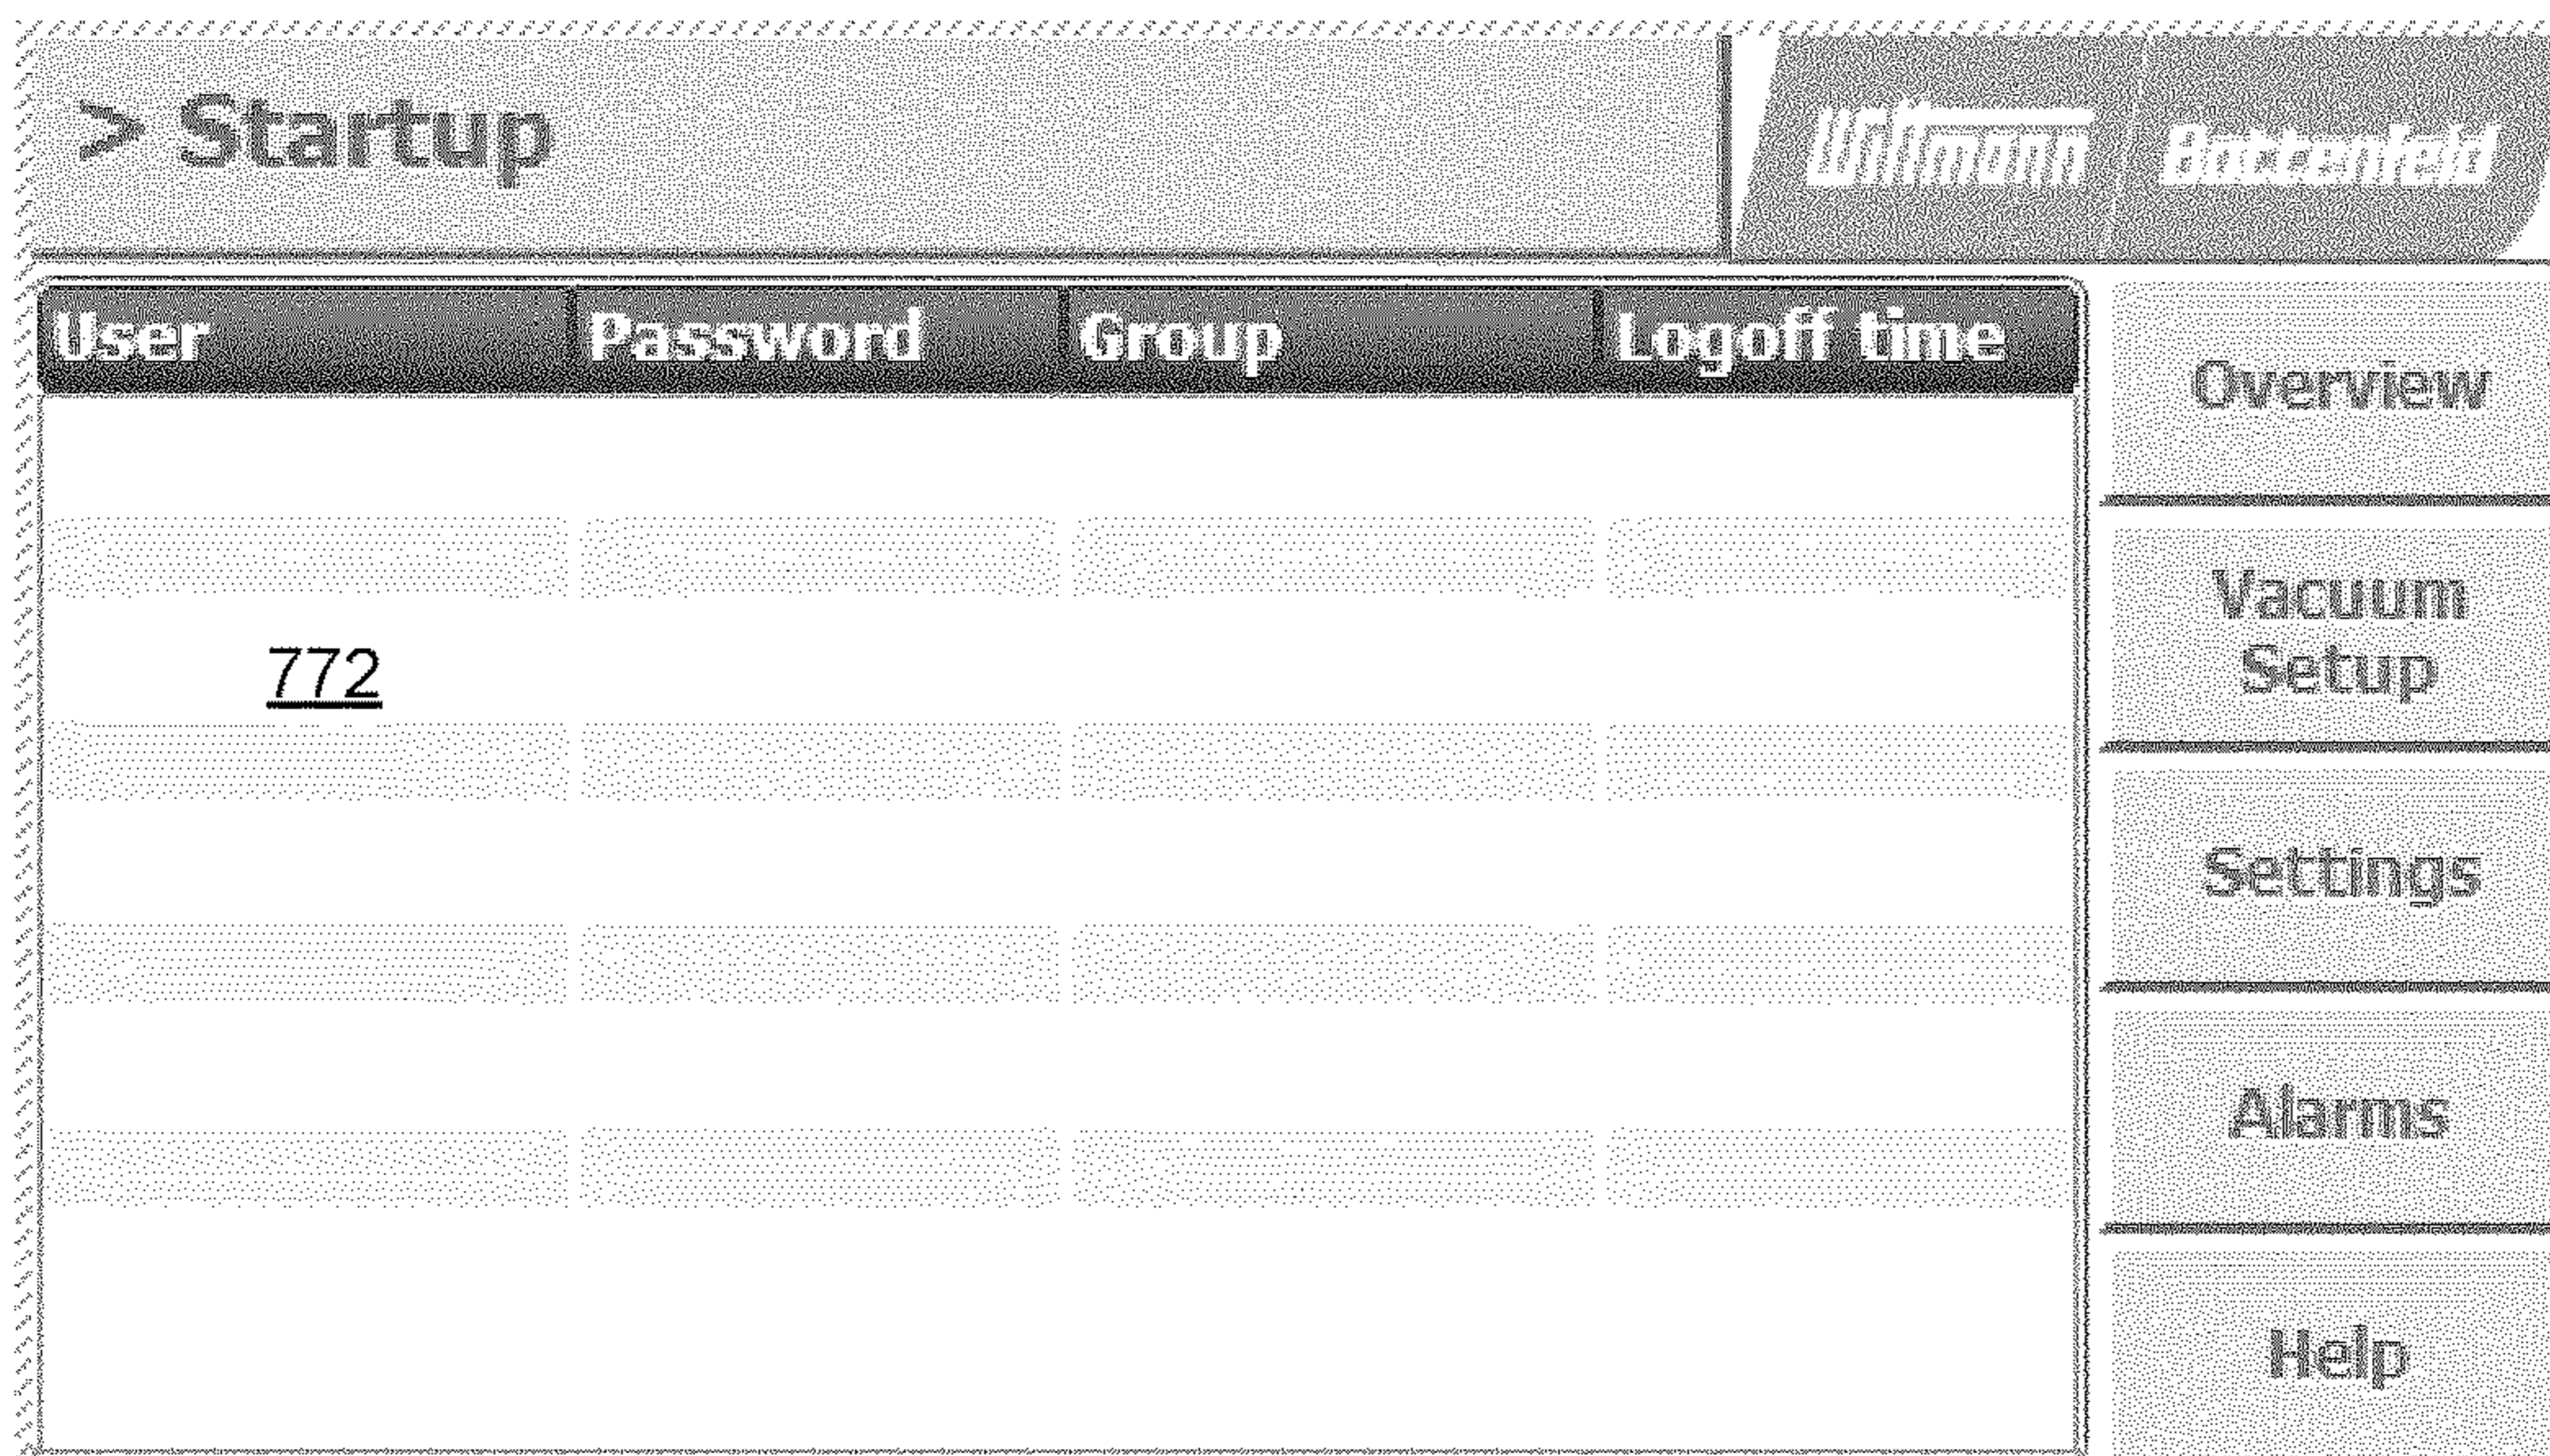 > Startup
Wittmann Battenfeld
User Password Group Logoff time
772
Overview
Vacuum
Setup
Settings
Alarms
Help